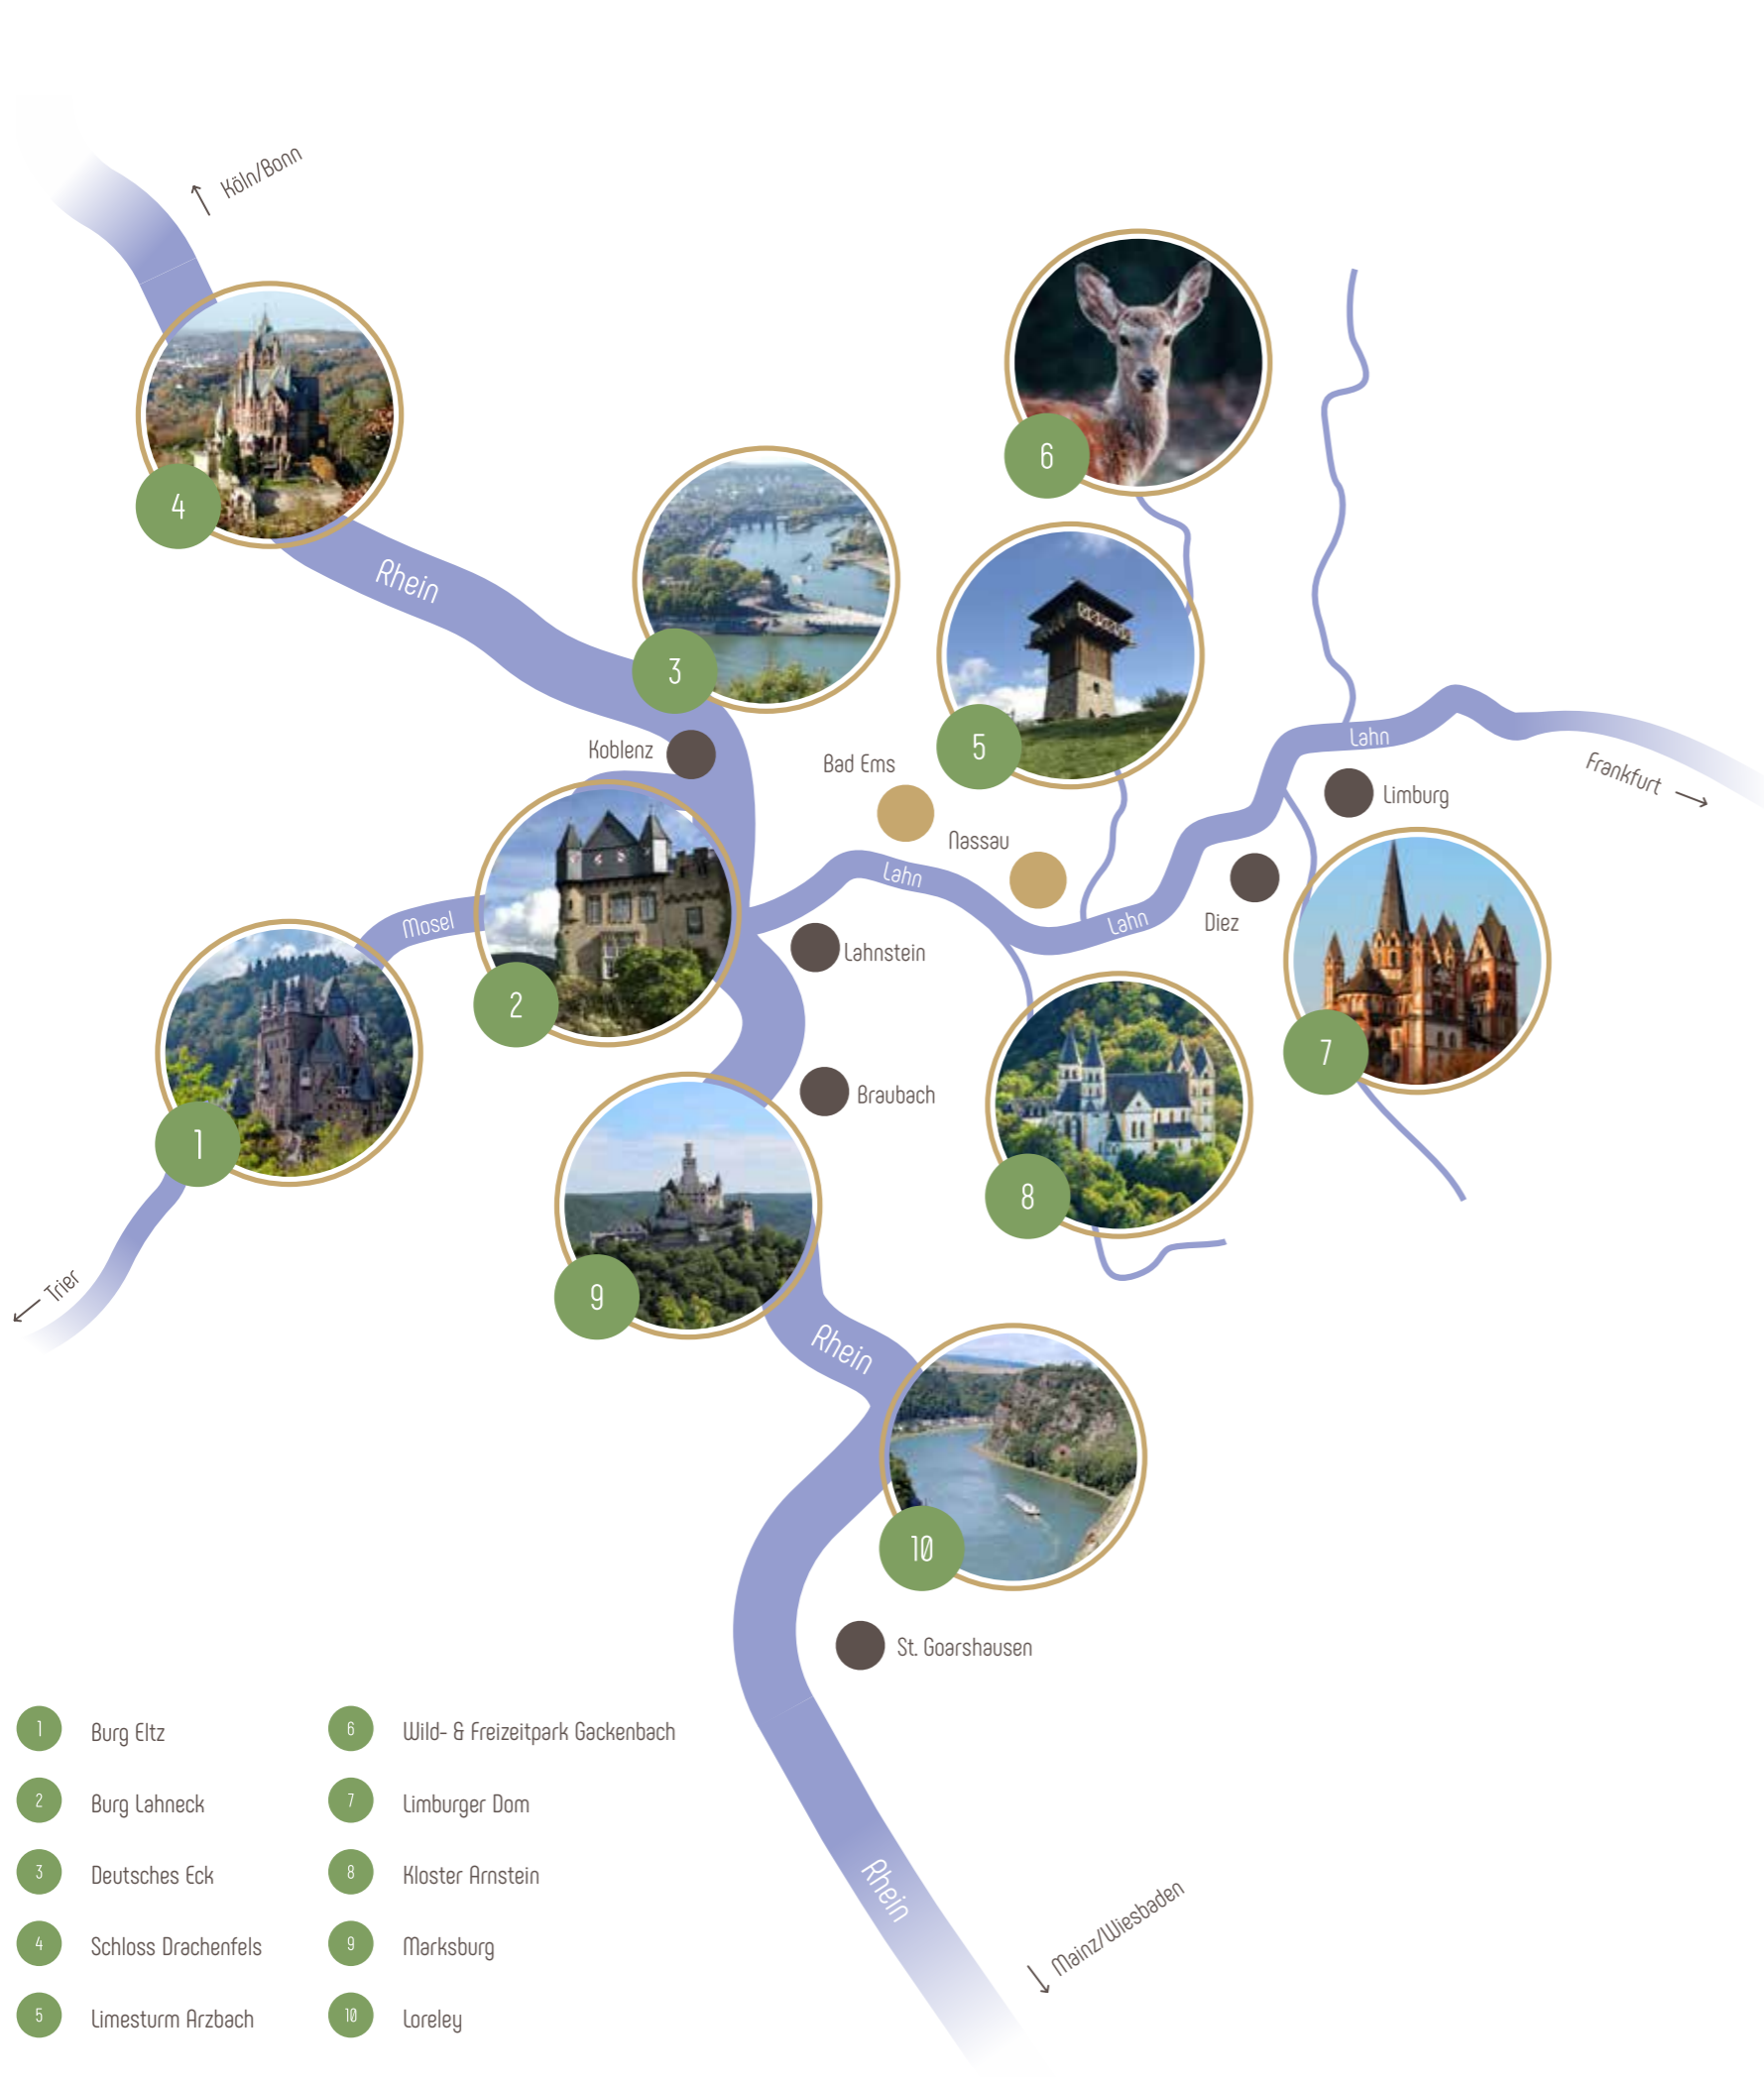 Köln/Bonn
4
6
Rhein
3
5
Koblenz
Bad Ems
Nassau
Lahn
Limburg
Frankfurt
Lahn
Lahn
Diez
Mosel
Lahnstein
2
7
1
Braubach
8
Trier
9
Rhein
10
St. Goarshausen
Rhein
Mainz/Wiesbaden
1 Burg Eltz
2 Burg Lahneck
3 Deutsches Eck
4 Schloss Drachenfels
5 Limesturm Arzbach
6 Wild- & Freizeitpark Gackenbach
7 Limburger Dom
8 Kloster Arnstein
9 Marksburg
10 Loreley